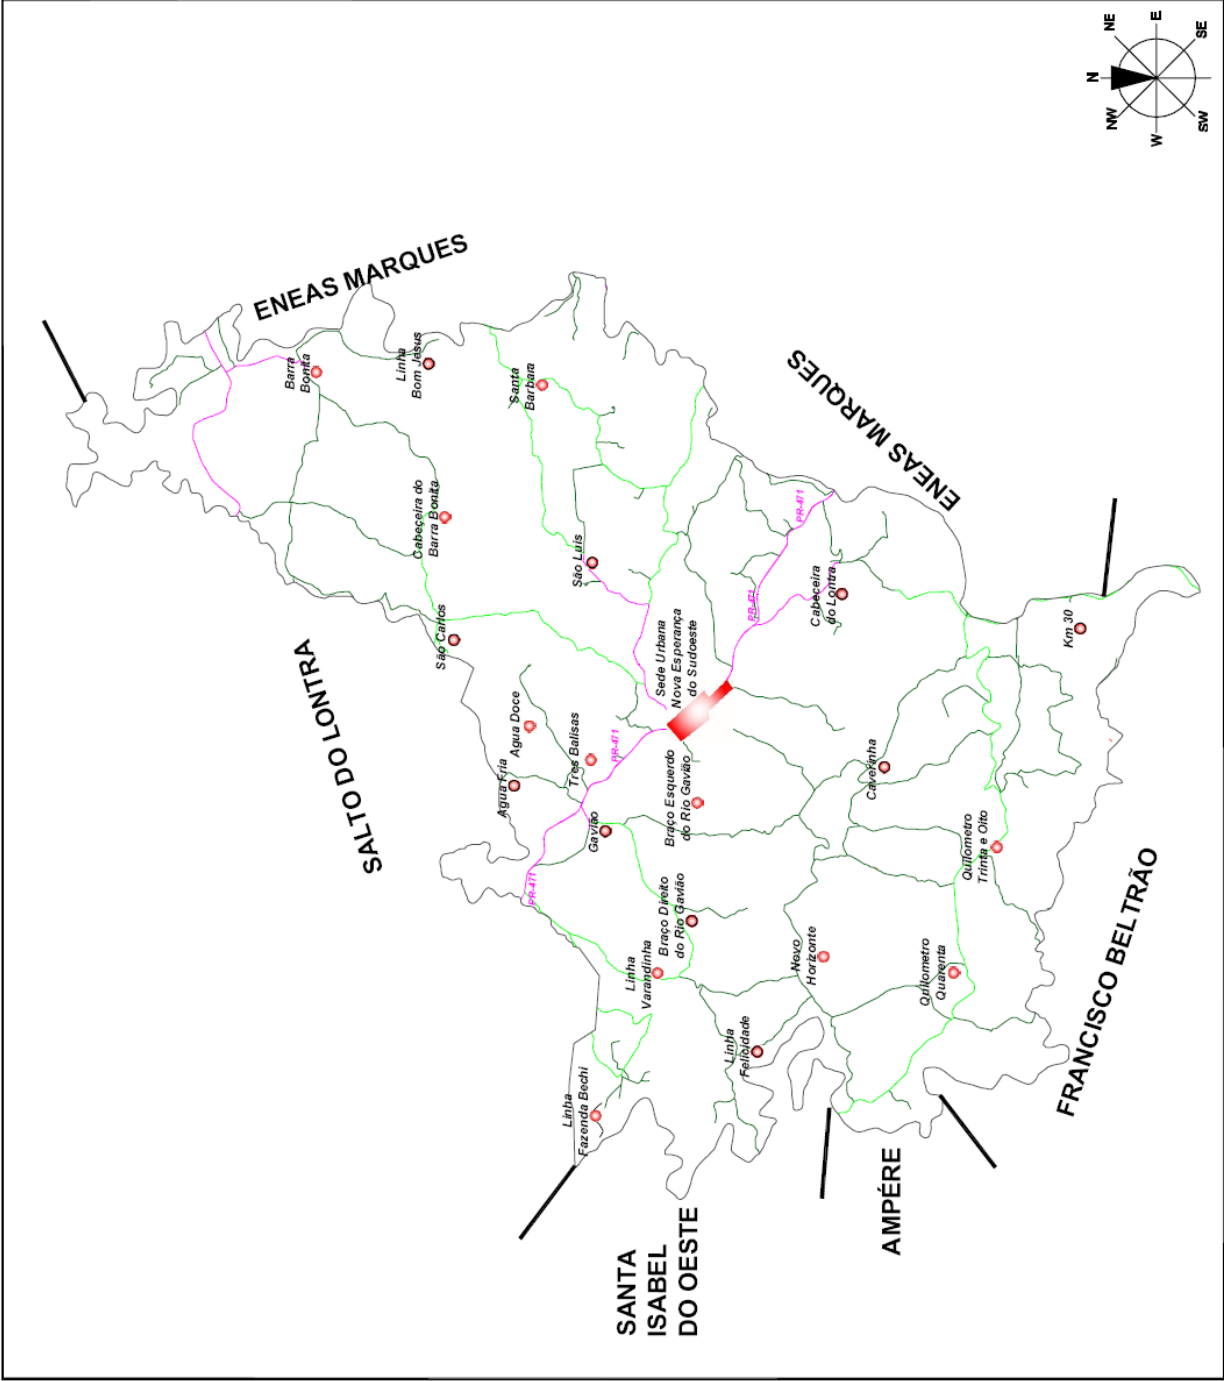 ENEAS MARQUES
SALTO DO LONTRA
Barra
Bonita
Linha
Bom Jesus
Cabeçeira do
Barra Bonita
São Carlos
Santa
Barbara
Agua Fria
Agua Doce
PR-471
Tres Balisas
São Luis
Linha
Fazenda Bechi
Gavião
PR-471
Linha
Varandinha
Braço Direito
do Rio Gavião
Braço Esquerdo
do Rio Gavião
Sede Urbana
Nova Esperança
do Sudoeste
SANTA
ISABEL
DO OESTE
Linha
Felicidade
PR-471
PR-471
Novo
Horizonte
Cabeceira
do Lontra
ENEAS MARQUES
Caverinha
AMPÉRE
Quilometro
Quarenta
Quilometro
Trinta e Oito
Km 30
FRANCISCO BELTRÃO
N
NE
E
SE
SW
W
NW